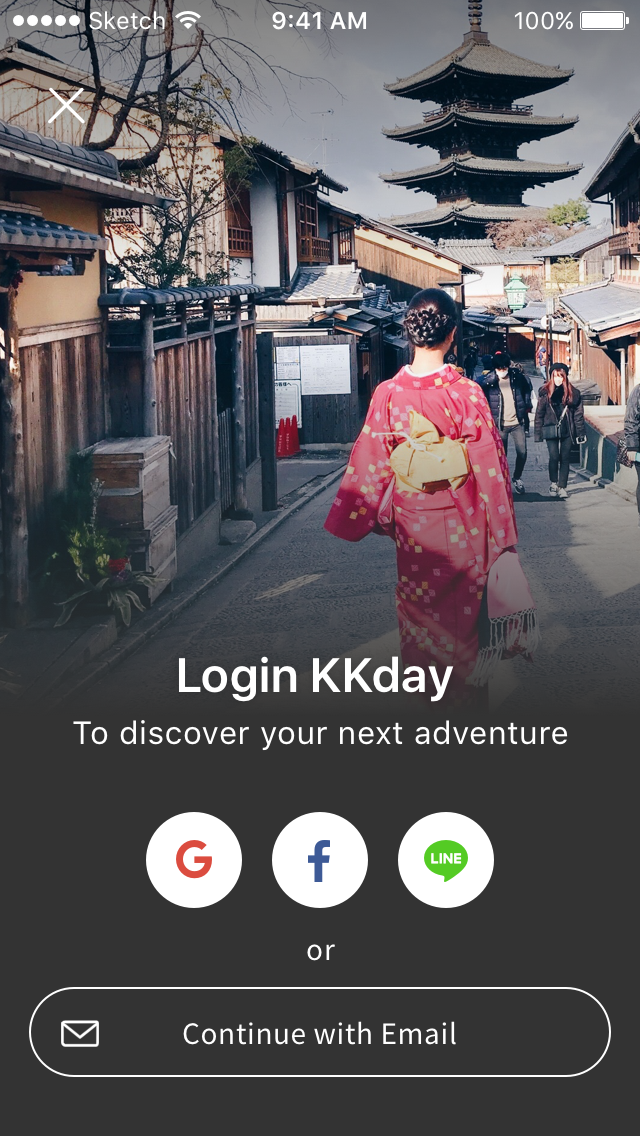 Sketch 9:41 AM 100%
Login KKday
To discover your next adventure
G f LINE
or
Continue with Email